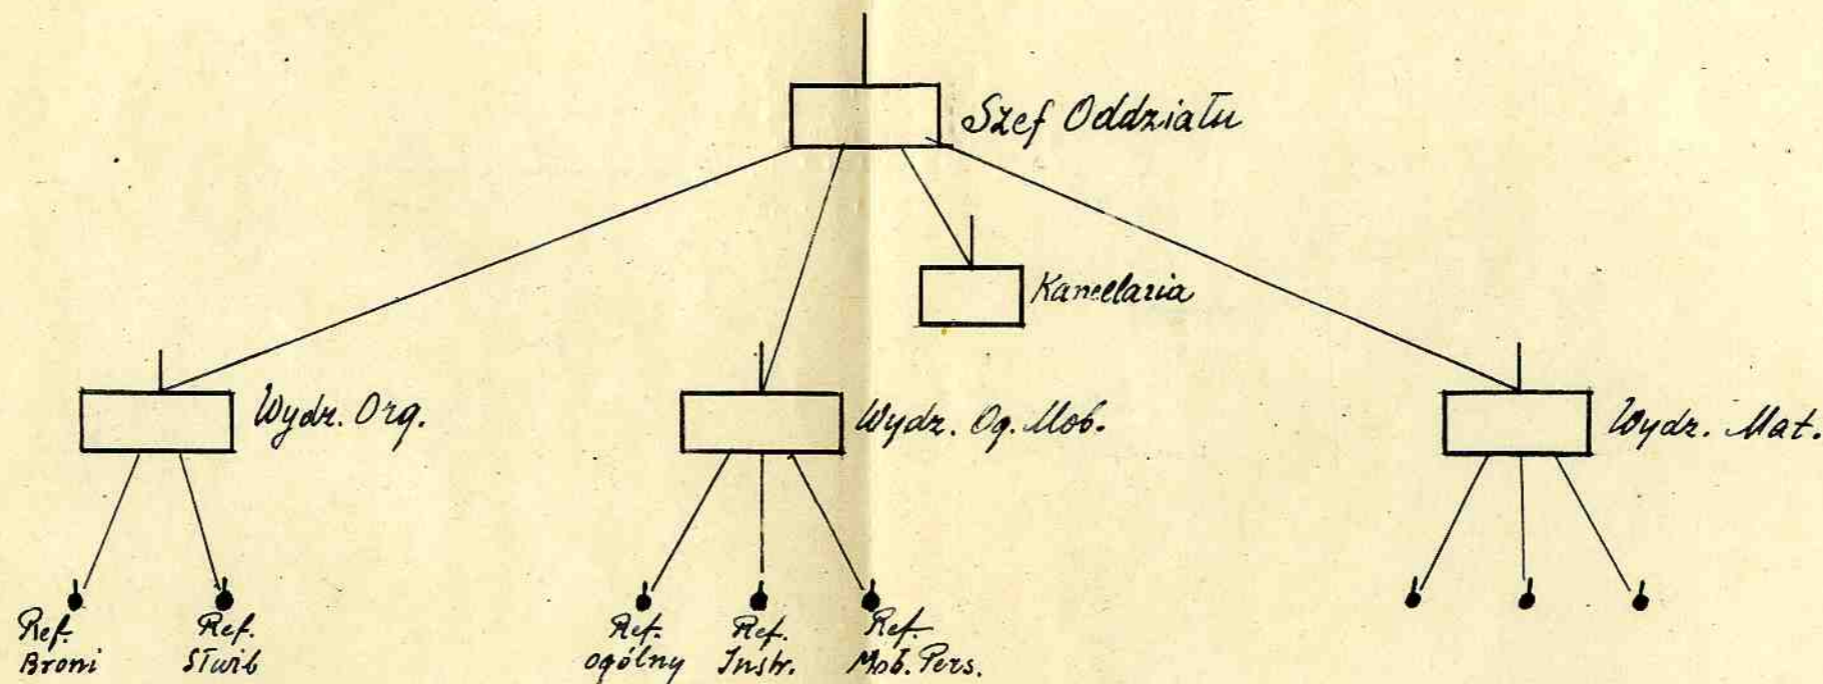 Szef Oddziału
Kancellaria
Wydz. Org.
Wydz. Og. Mob.
Wydz. Mat.
Ref.
Broni
Ref.
Służb
Ref.
ogólny
Ref.
Instr.
Ref.
Mob. Pers.